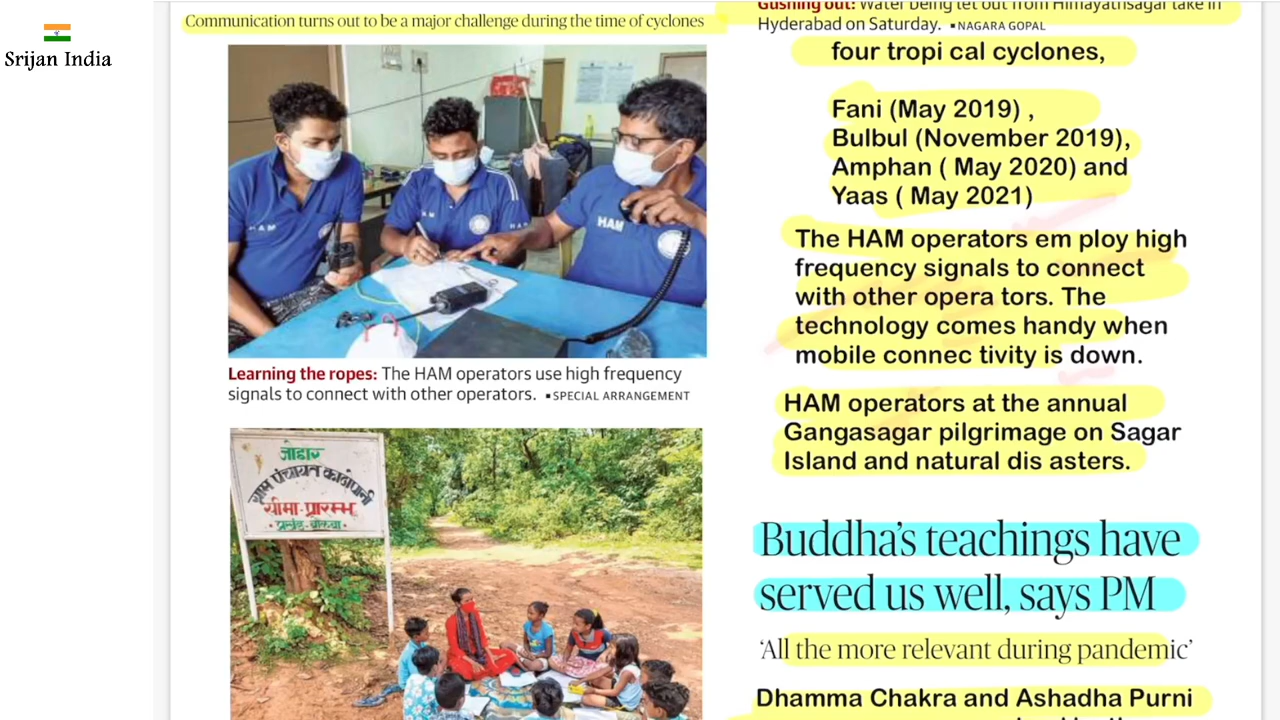 Srijan India
Communication turns out to be a major challenge during the time of cyclones
HAM
HAM
Learning the ropes: The HAM operators use high frequency
signals to connect with other operators. ▪SPECIAL ARRANGEMENT
जोहार
ग्राम पंचायत
सीमा-प्रारम्भ
Gushing out: Water being let out from Himayathsagar lake in
Hyderabad on Saturday. ▪NAGARA GOPAL
four tropi cal cyclones,
Fani (May 2019) ,
Bulbul (November 2019),
Amphan ( May 2020) and
Yaas ( May 2021)
The HAM operators em ploy high
frequency signals to connect
with other opera tors. The
technology comes handy when
mobile connec tivity is down.
HAM operators at the annual
Gangasagar pilgrimage on Sagar
Island and natural dis asters.
Buddha's teachings have
served us well, says PM
'All the more relevant during pandemic'
Dhamma Chakra and Ashadha Purni